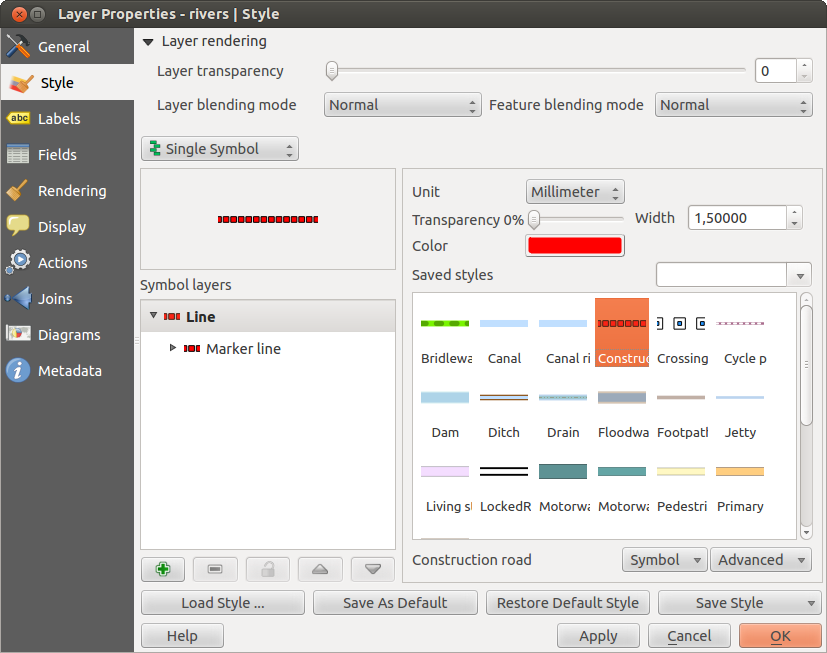 Layer Properties - rivers | Style
General
Style
abc Labels
Fields
Rendering
Display
Actions
Joins
Diagrams
Metadata
Layer rendering
Layer transparency 0
Layer blending mode Normal Feature blending mode Normal
Single Symbol
Symbol layers
Line
Marker line
Unit Millimeter
Transparency 0% Width 1,50000
Color
Saved styles
Bridlewa Canal Canal ri Construc Crossing Cycle p
Dam Ditch Drain Floodwa Footpath Jetty
Living st LockedR Motorwa Motorwa Pedestri Primary
Construction road Symbol Advanced
Load Style ... Save As Default Restore Default Style Save Style
Help Apply Cancel OK